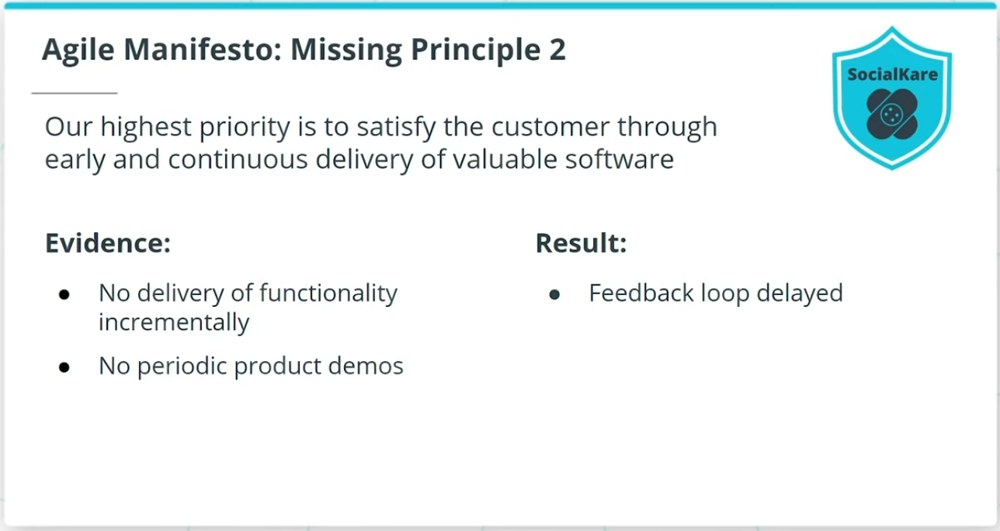 Agile Manifesto: Missing Principle 2
SocialKare
Our highest priority is to satisfy the customer through
early and continuous delivery of valuable software
Evidence:
● No delivery of functionality
incrementally
● No periodic product demos
Result:
● Feedback loop delayed